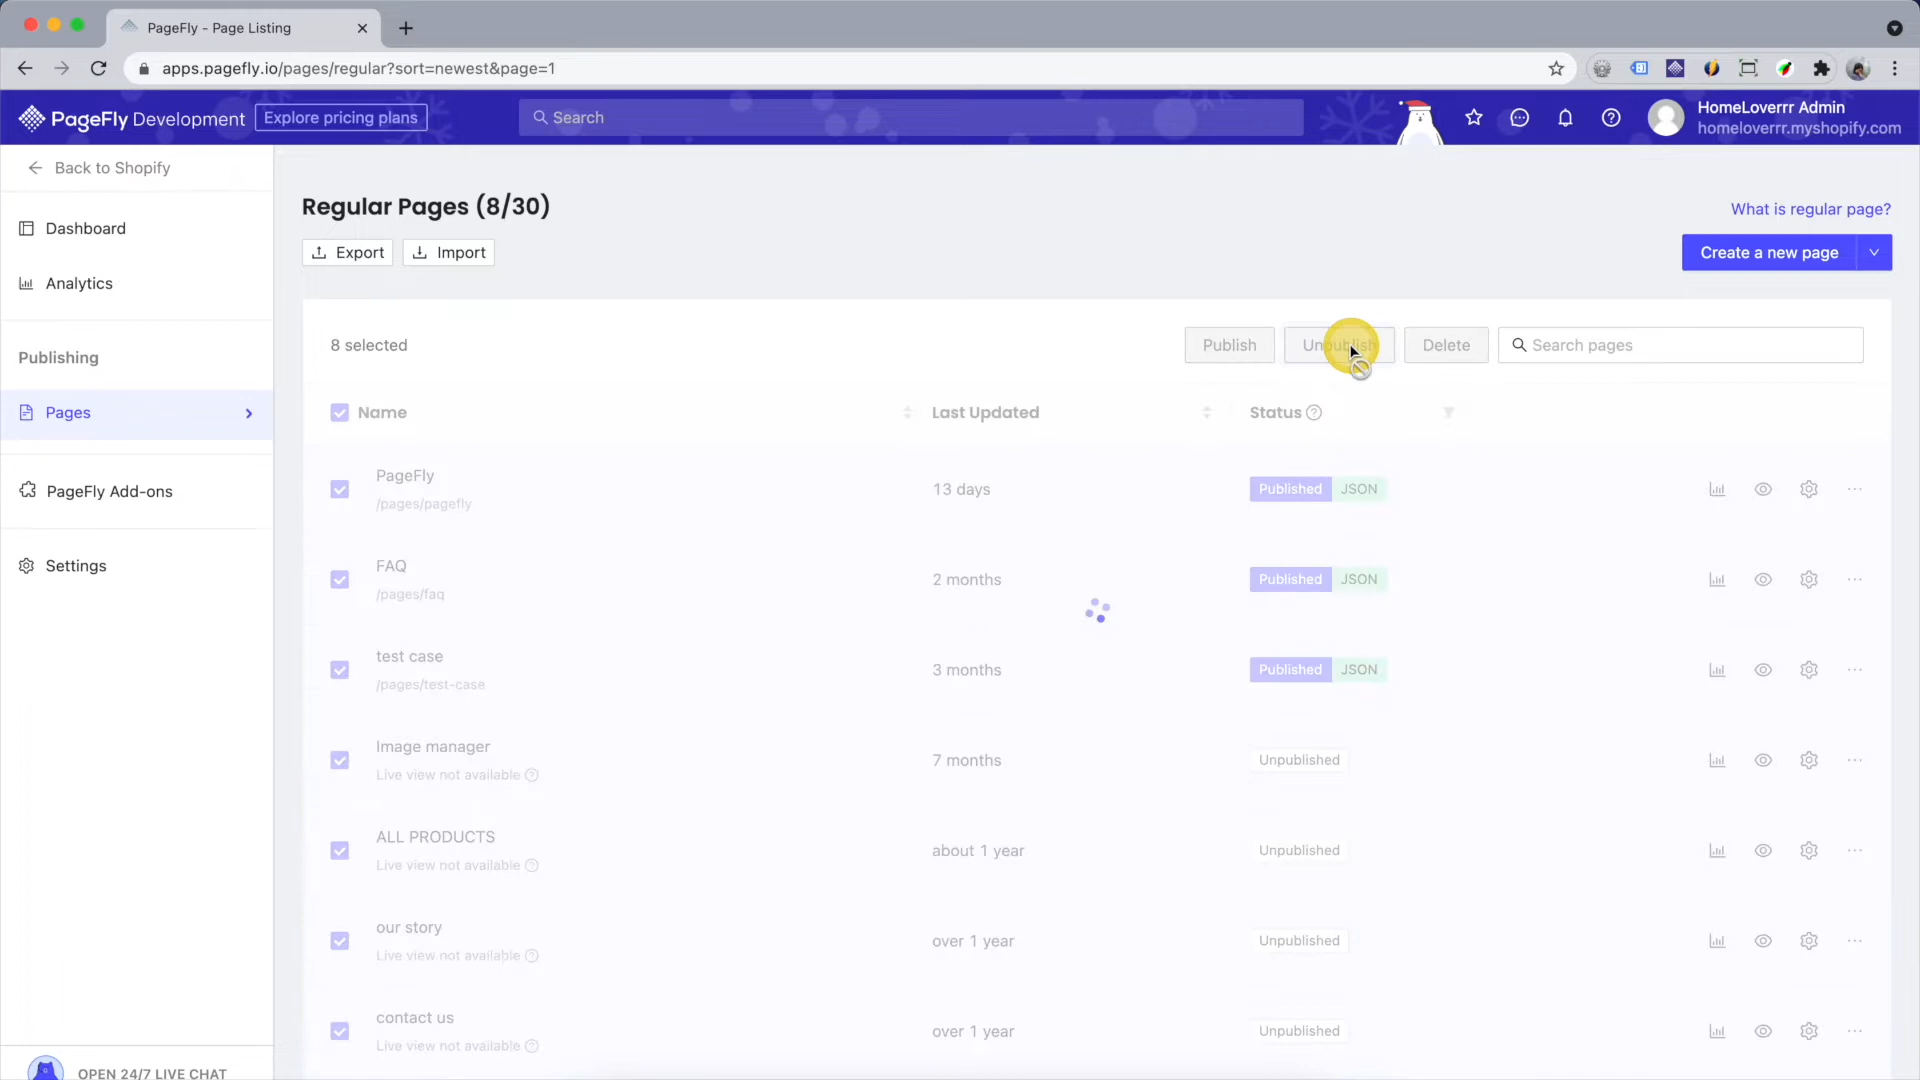 PageFly - Page Listing
apps.pagefly.io/pages/regular?sort=newest&page=1
PageFly Development
Explore pricing plans
Search
HomeLoverrr Admin
homeloverrr.myshopify.com
Back to Shopify
Dashboard
Analytics
Publishing
Pages
PageFly Add-ons
Settings
OPEN 24/7 LIVE CHAT
Regular Pages (8/30)
What is regular page?
Export
Import
Create a new page
8 selected
Publish
Unpublish
Delete
Search pages
Name
Last Updated
Status
PageFly
/pages/pagefly
13 days
Published JSON
FAQ
/pages/faq
2 months
Published JSON
test case
/pages/test-case
3 months
Published JSON
Image manager
Live view not available
7 months
Unpublished
ALL PRODUCTS
Live view not available
about 1 year
Unpublished
our story
Live view not available
over 1 year
Unpublished
contact us
Live view not available
over 1 year
Unpublished